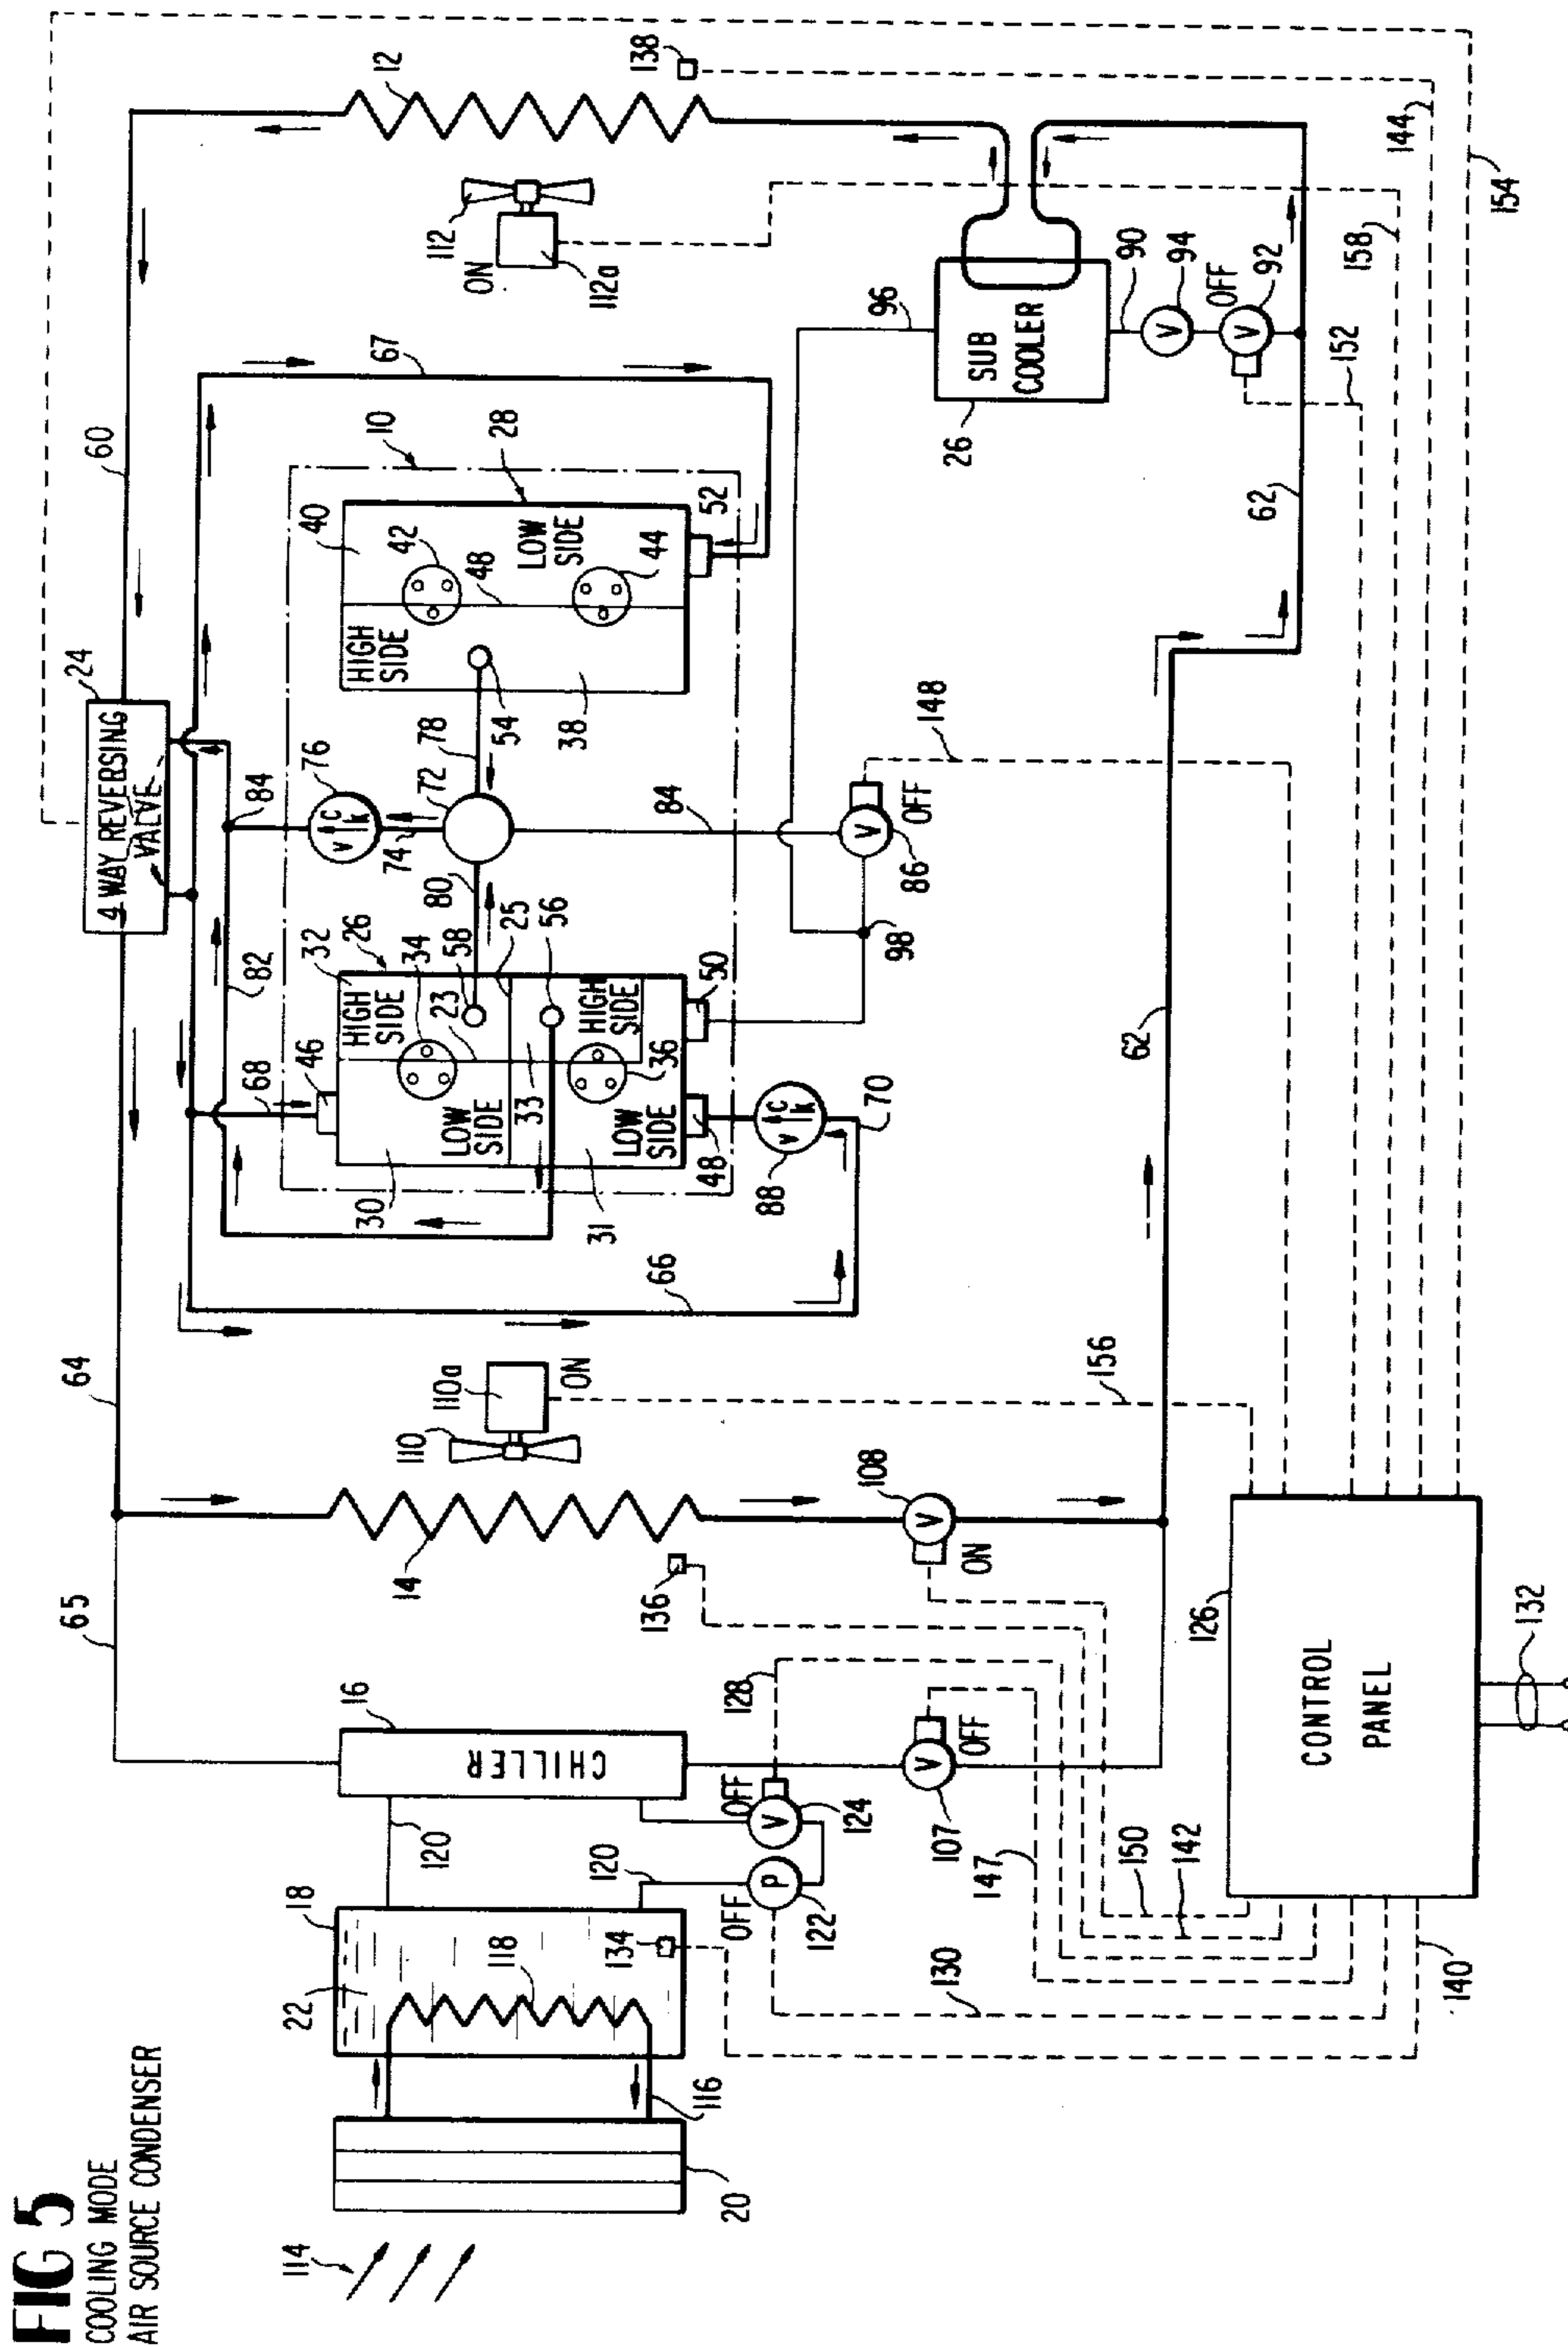 FIG 5
COOLING MODE
AIR SOURCE CONDENSER
114
20
116
22
18
118
134
120
120
OFF
P
122
V
OFF
124
128
130
140
16
CHILLER
65
107
V
OFF
147
150
142
136
14
64
108
V
ON
110
110a
ON
156
126
CONTROL
PANEL
132
66
62
24
4 WAY REVERSING
VALVE
60
82
84
68
46
32
26
34
23
58
25
56
HIGH
SIDE
HIGH
SIDE
LOW
SIDE
LOW
SIDE
30
31
33
36
48
50
88
V
C
K
70
80
74
72
76
V
C
K
78
84
86
V
OFF
98
148
10
28
40
42
48
44
LOW
SIDE
HIGH
SIDE
54
38
52
67
112
112a
ON
12
138
96
SUB
COOLER
26
90
94
V
92
V
OFF
152
62
158
144
154